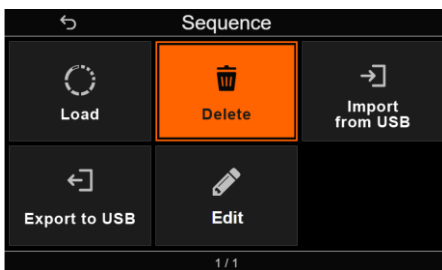 Sequence
Load
Delete
Import
from USB
Export to USB
Edit
1/1